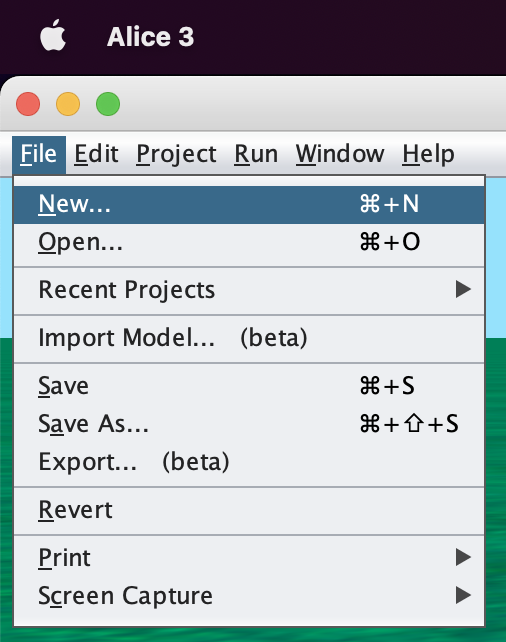 Alice 3
File Edit Project Run Window Help
New... ⌘+N
Open... ⌘+O
Recent Projects
Import Model... (beta)
Save ⌘+S
Save As... ⌘+⇧+S
Export... (beta)
Revert
Print
Screen Capture